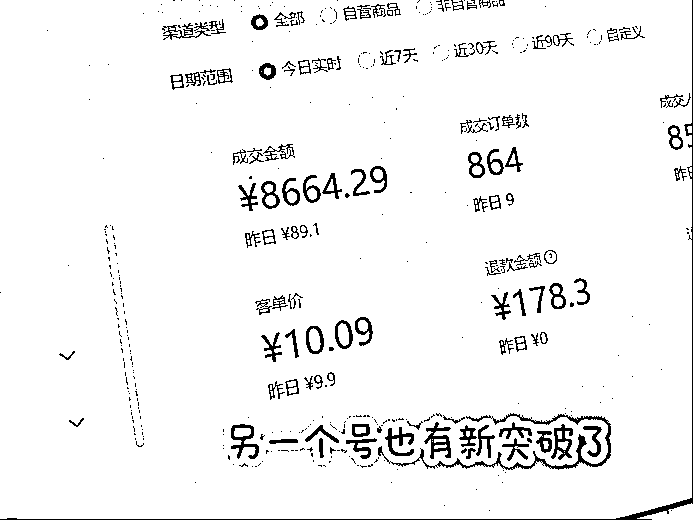 渠道类型 全部 自营商品 非自营商品
日期范围 今日实时 近7天 近30天 近90天 自定义
成交金额
¥8664.29
昨日 ¥89.1
成交订单数
864
昨日 9
客单价
¥10.09
昨日 ¥9.9
退款金额
¥178.3
昨日 ¥0
另一个号也有新突破了